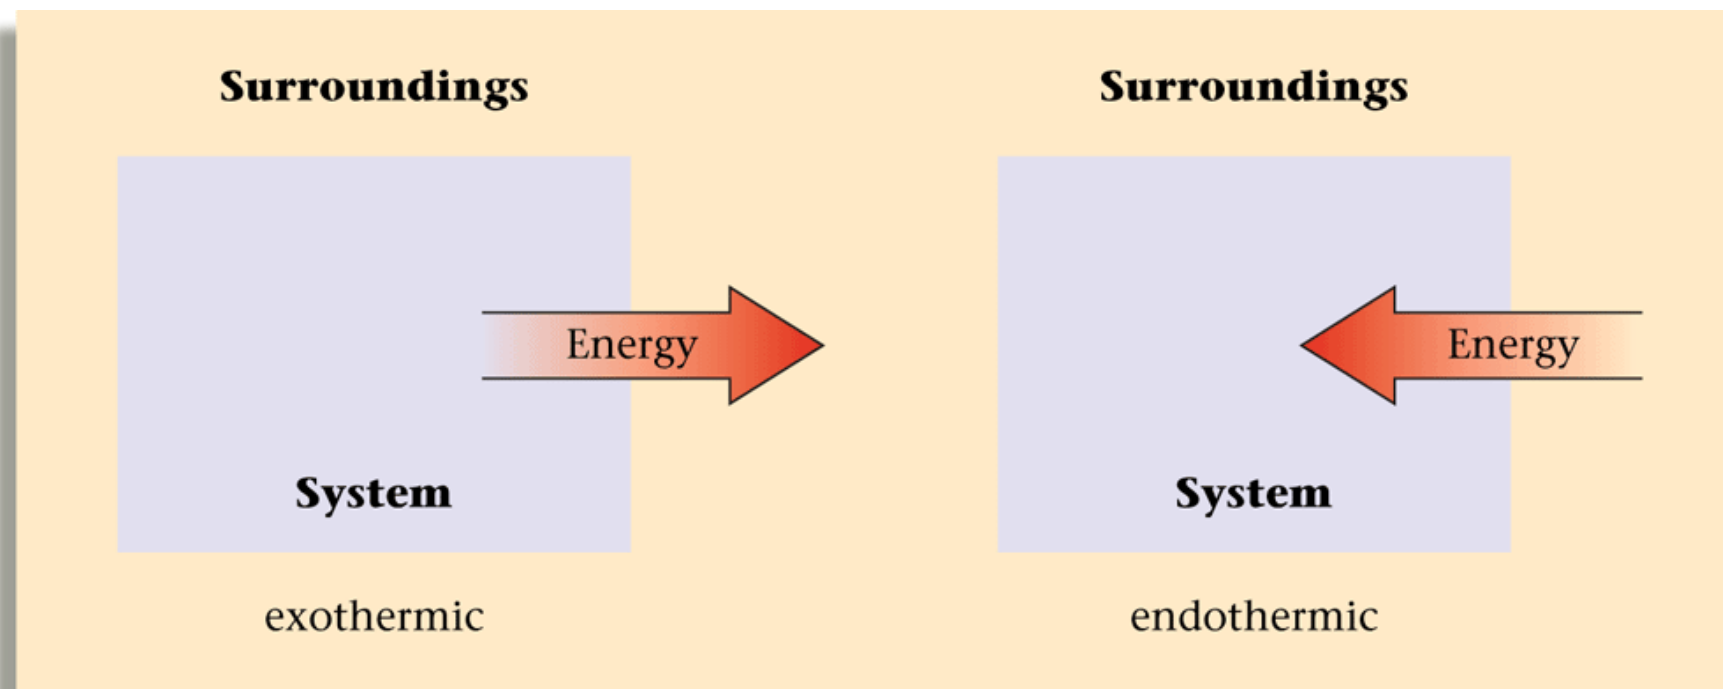 Surroundings
Energy
System
exothermic
Surroundings
Energy
System
endothermic